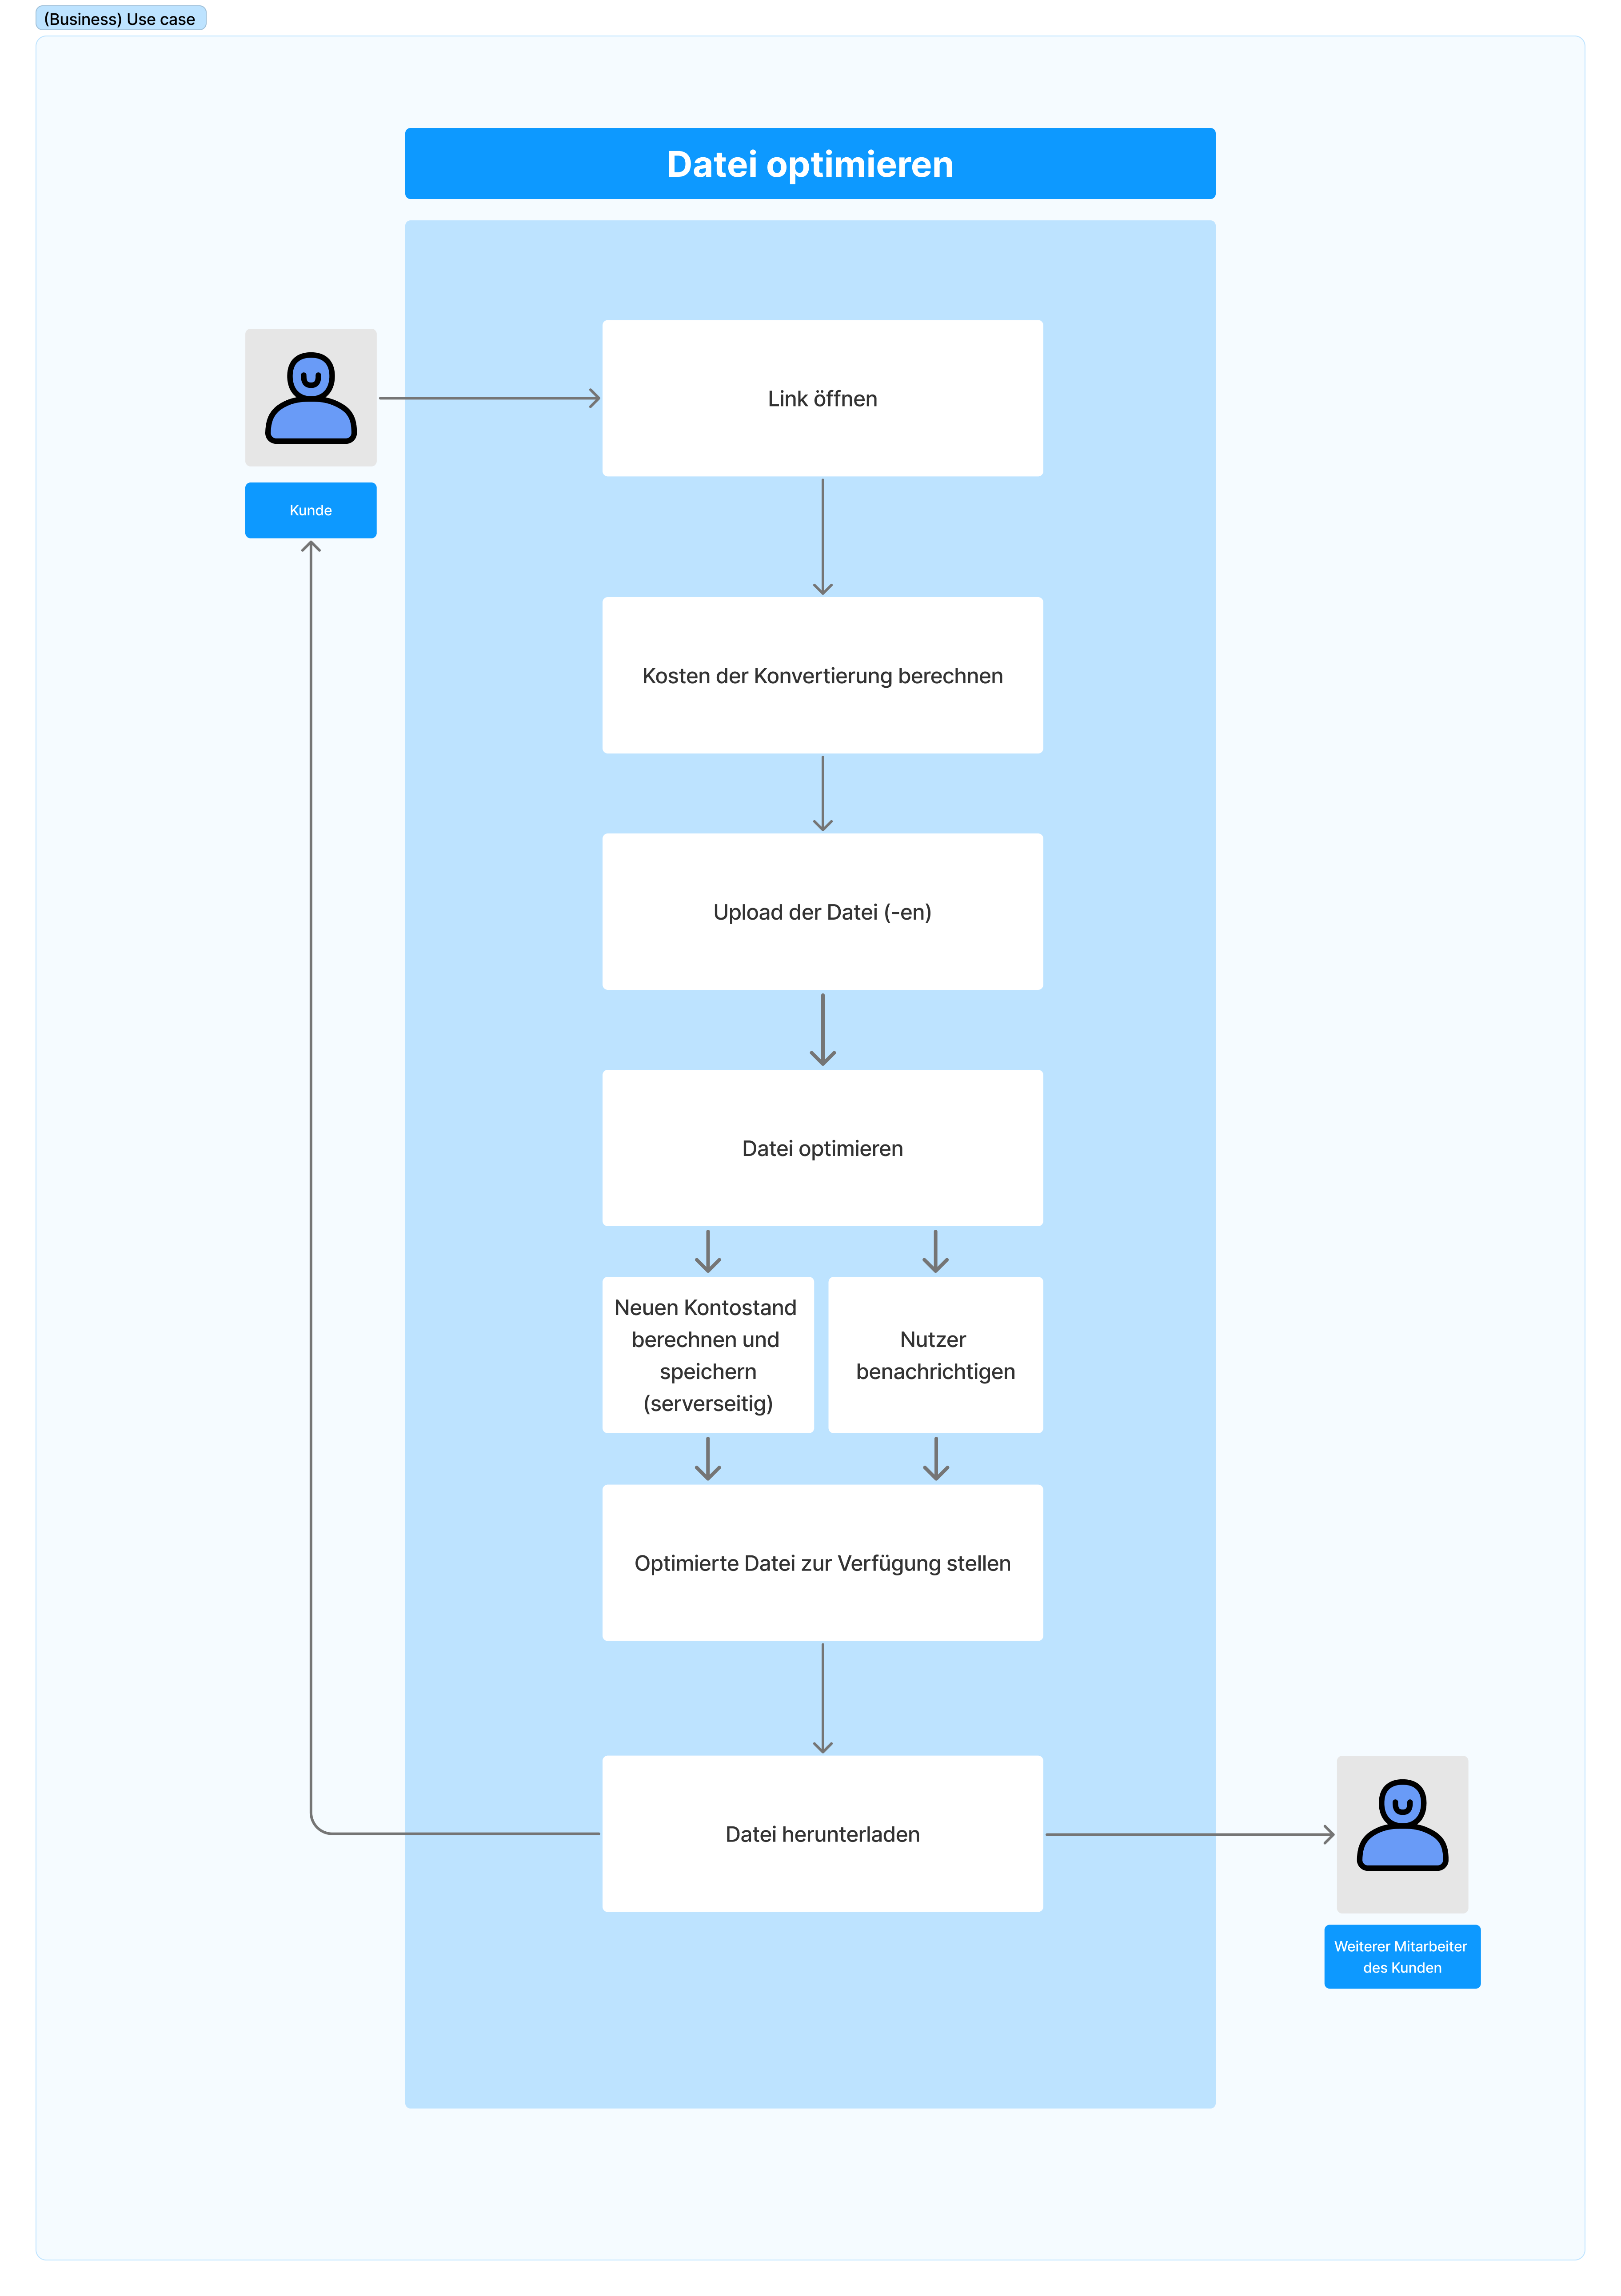 (Business) Use case
Datei optimieren
Link öffnen
Kunde
Kosten der Konvertierung berechnen
Upload der Datei (-en)
Datei optimieren
Neuen Kontostand
berechnen und
speichern
(serverseitig)
Nutzer
benachrichtigen
Optimierte Datei zur Verfügung stellen
Datei herunterladen
Weiterer Mitarbeiter
des Kunden